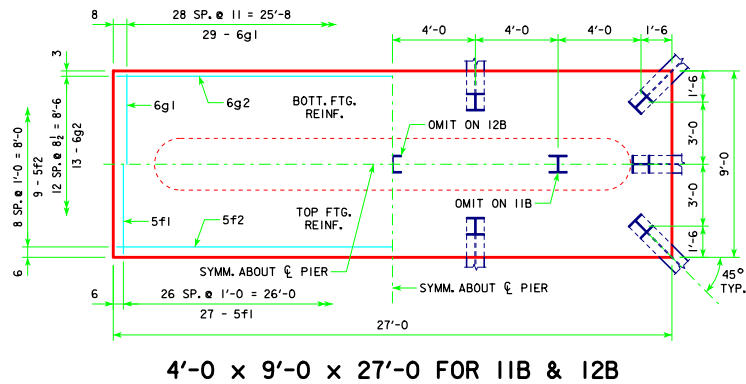 8
28 SP.@ 11 = 25'-8
29 - 6g1
4'-0
4'-0
4'-0
1'-6
3
6g1
6g2
BOTT. FTG.
REINF.
OMIT ON 12B
1'-6
3'-0
9'-0
8 SP.@ 1'-0 = 8'-0
9 - 5f2
12 SP.@ 8½ = 8'-6
13 - 6g2
OMIT ON 11B
TOP FTG.
REINF.
5f1
5f2
3'-0
1'-6
6
SYMM. ABOUT ℄ PIER
SYMM. ABOUT ℄ PIER
45°
TYP.
6
26 SP.@ 1'-0 = 26'-0
27 - 5f1
27'-0
4'-0 x 9'-0 x 27'-0 FOR 11B & 12B